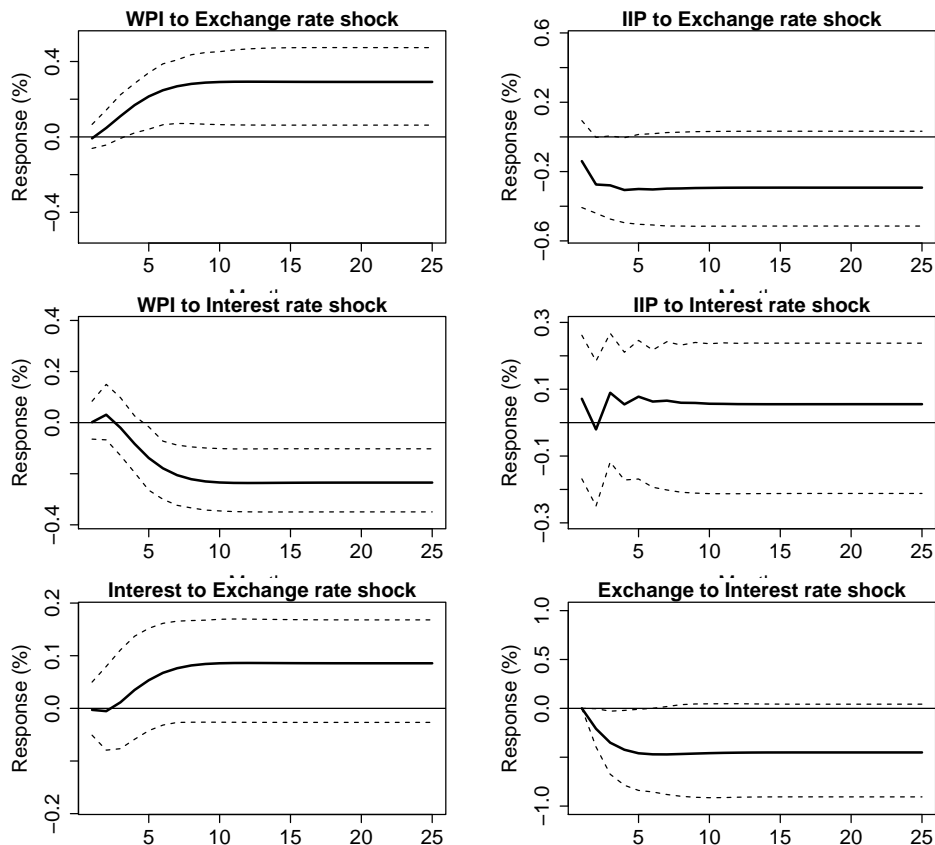 WPI to Exchange rate shock
Response (%)
0.4
0.0
−0.4
5 10 15 20 25
IIP to Exchange rate shock
Response (%)
0.6
0.2
−0.2
−0.6
5 10 15 20 25
WPI to Interest rate shock
Response (%)
0.4
0.2
0.0
−0.4
5 10 15 20 25
IIP to Interest rate shock
Response (%)
0.3
0.1
−0.1
−0.3
5 10 15 20 25
Interest to Exchange rate shock
Response (%)
0.2
0.1
0.0
−0.2
5 10 15 20 25
Exchange to Interest rate shock
Response (%)
1.0
0.5
0.0
−1.0
5 10 15 20 25